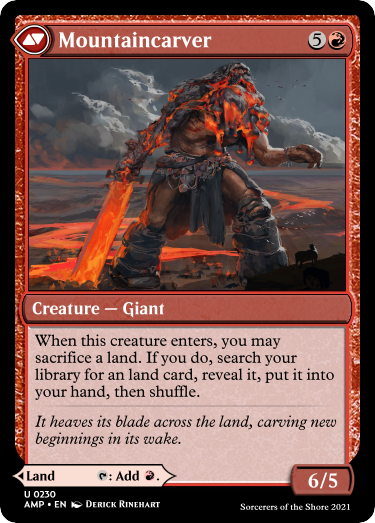 Mountaincarver 5
Creature — Giant
When this creature enters, you may
sacrifice a land. If you do, search your
library for an land card, reveal it, put it into
your hand, then shuffle.
It heaves its blade across the land, carving new
beginnings in its wake.
Land : Add .
6/5
U 0230
AMP • EN Derick Rinehart
Sorcerers of the Shore 2021